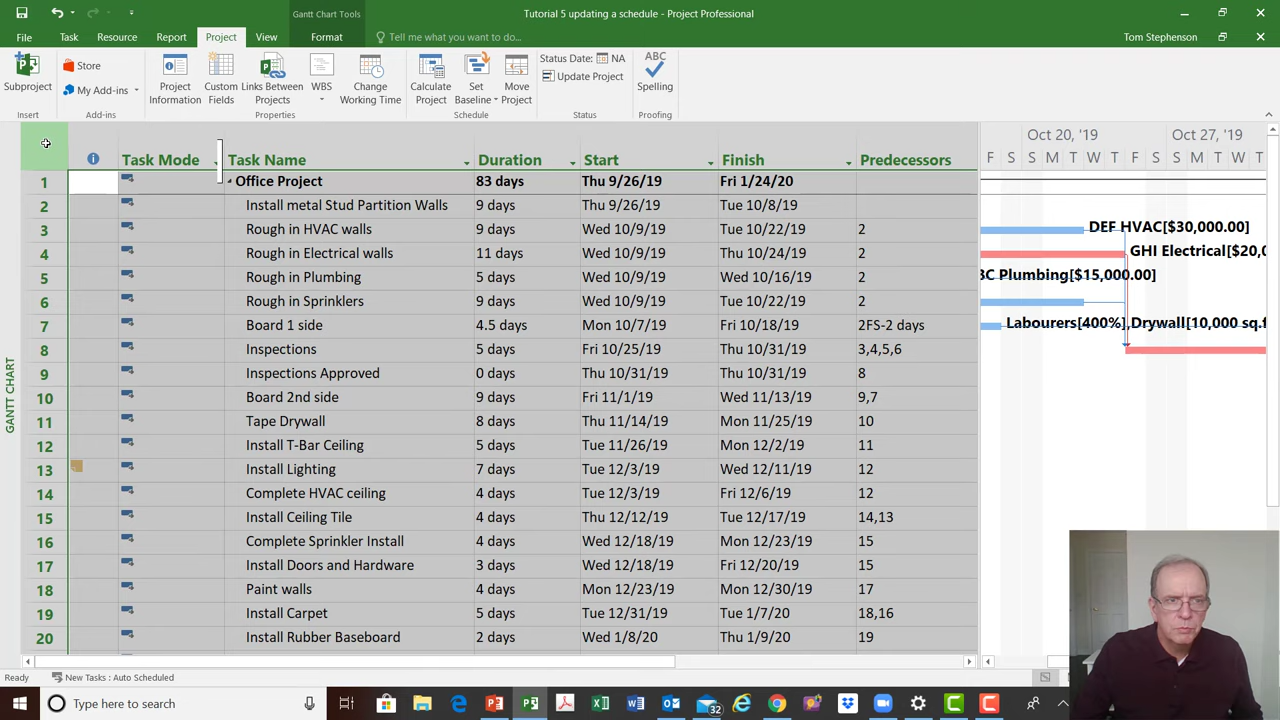 Gantt Chart Tools
Tutorial 5 updating a schedule - Project Professional
File Task Resource Report Project View Format Tell me what you want to do... Tom Stephenson
Subproject
Store
My Add-ins
Project Information
Custom Fields
Links Between Projects
WBS
Change Working Time
Calculate Project
Set Baseline
Move Project
Status Date: NA
Update Project
ABC
Spelling
Insert Add-ins Properties Schedule Status Proofing
Oct 20, '19 Oct 27, '19
Task Mode Task Name Duration Start Finish Predecessors F S S M T W T F S S M T W T
1 Office Project 83 days Thu 9/26/19 Fri 1/24/20
2 Install metal Stud Partition Walls 9 days Thu 9/26/19 Tue 10/8/19
3 Rough in HVAC walls 9 days Wed 10/9/19 Tue 10/22/19 2 DEF HVAC[$30,000.00]
4 Rough in Electrical walls 11 days Wed 10/9/19 Thu 10/24/19 2 GHI Electrical[$20,0
5 Rough in Plumbing 5 days Wed 10/9/19 Wed 10/16/19 2 BC Plumbing[$15,000.00]
6 Rough in Sprinklers 9 days Wed 10/9/19 Tue 10/22/19 2
7 Board 1 side 4.5 days Mon 10/7/19 Fri 10/18/19 2FS-2 days Labourers[400%],Drywall[10,000 sq.f
8 Inspections 5 days Fri 10/25/19 Thu 10/31/19 3,4,5,6
9 Inspections Approved 0 days Thu 10/31/19 Thu 10/31/19 8
10 Board 2nd side 9 days Fri 11/1/19 Wed 11/13/19 9,7
11 Tape Drywall 8 days Thu 11/14/19 Mon 11/25/19 10
12 Install T-Bar Ceiling 5 days Tue 11/26/19 Mon 12/2/19 11
13 Install Lighting 7 days Tue 12/3/19 Wed 12/11/19 12
14 Complete HVAC ceiling 4 days Tue 12/3/19 Fri 12/6/19 12
15 Install Ceiling Tile 4 days Thu 12/12/19 Tue 12/17/19 14,13
16 Complete Sprinkler Install 4 days Wed 12/18/19 Mon 12/23/19 15
17 Install Doors and Hardware 3 days Wed 12/18/19 Fri 12/20/19 15
18 Paint walls 4 days Mon 12/23/19 Mon 12/30/19 17
19 Install Carpet 5 days Tue 12/31/19 Tue 1/7/20 18,16
20 Install Rubber Baseboard 2 days Wed 1/8/20 Thu 1/9/20 19
GANTT CHART
Ready New Tasks : Auto Scheduled
Type here to search
32